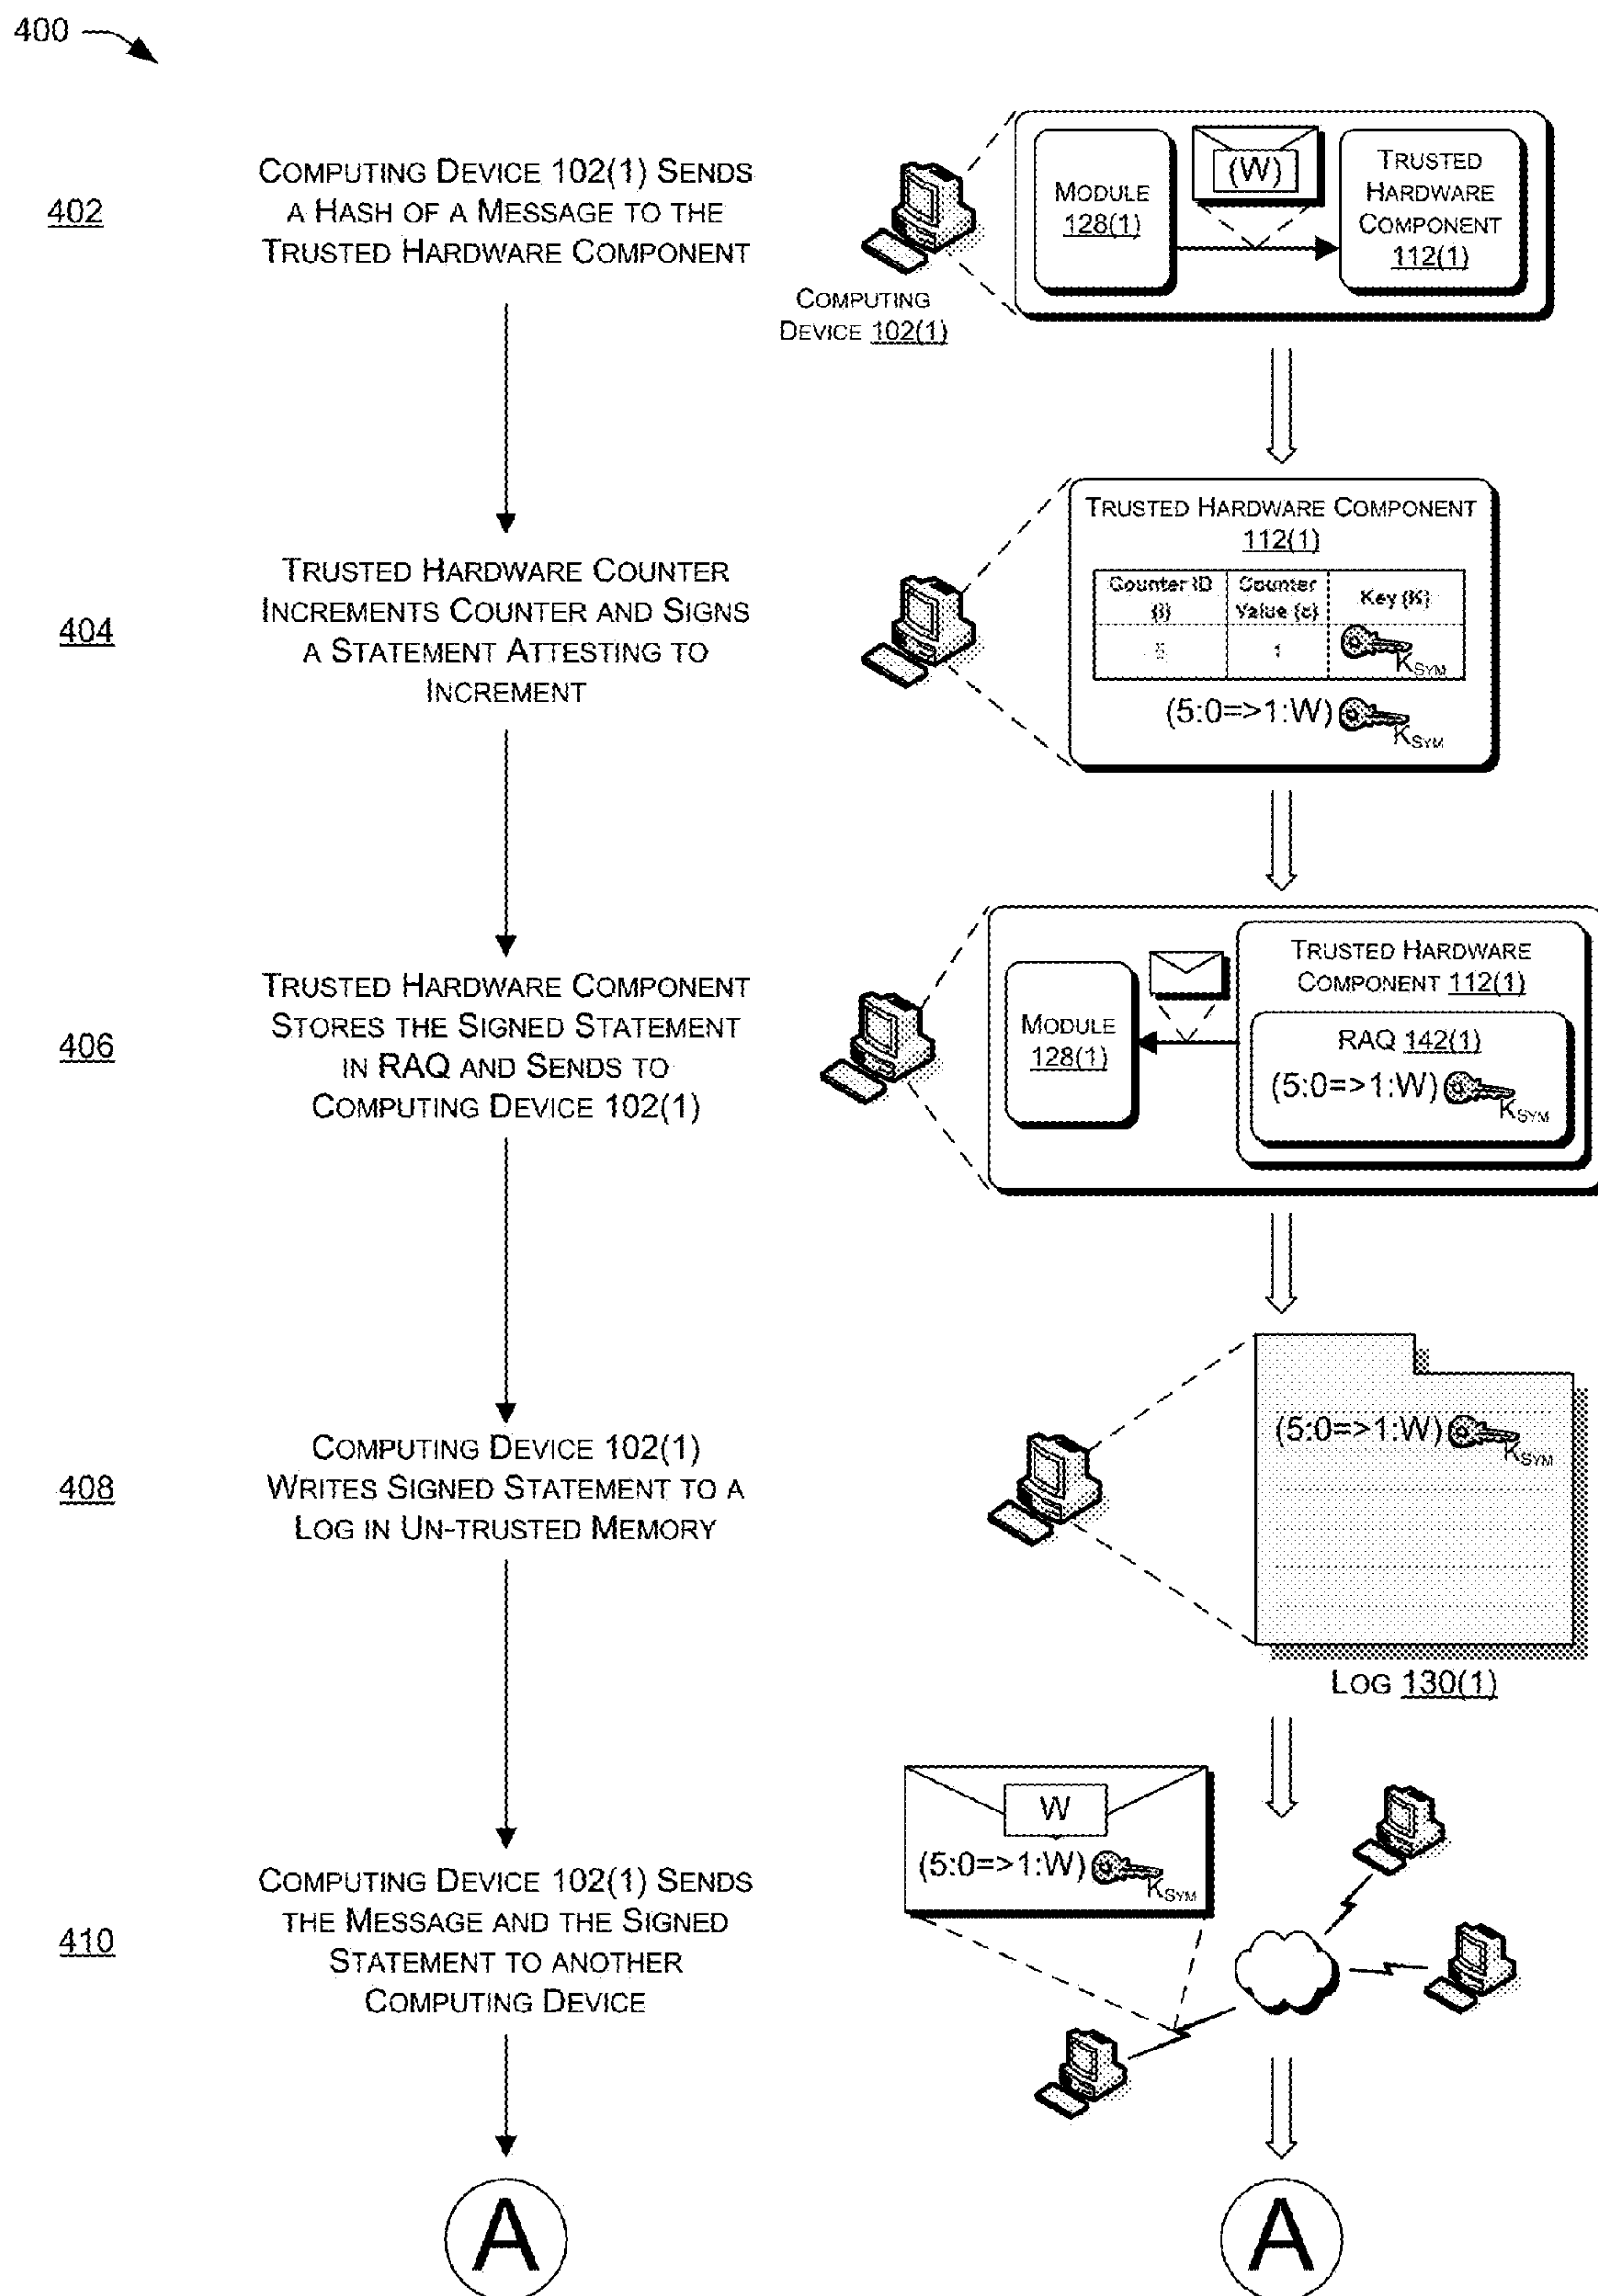 400
402
COMPUTING DEVICE 102(1) SENDS
A HASH OF A MESSAGE TO THE
TRUSTED HARDWARE COMPONENT
COMPUTING
DEVICE 102(1)
MODULE
128(1)
(W)
TRUSTED
HARDWARE
COMPONENT
112(1)
404
TRUSTED HARDWARE COUNTER
INCREMENTS COUNTER AND SIGNS
A STATEMENT ATTESTING TO
INCREMENT
TRUSTED HARDWARE COMPONENT
112(1)
Counter ID
(i)
Counter
Value (c)
Key (K)
5
1
KSYM
(5:0=>1:W)
KSYM
406
TRUSTED HARDWARE COMPONENT
STORES THE SIGNED STATEMENT
IN RAQ AND SENDS TO
COMPUTING DEVICE 102(1)
MODULE
128(1)
TRUSTED HARDWARE
COMPONENT 112(1)
RAQ 142(1)
(5:0=>1:W)
KSYM
408
COMPUTING DEVICE 102(1)
WRITES SIGNED STATEMENT TO A
LOG IN UN-TRUSTED MEMORY
(5:0=>1:W)
KSYM
LOG 130(1)
410
COMPUTING DEVICE 102(1) SENDS
THE MESSAGE AND THE SIGNED
STATEMENT TO ANOTHER
COMPUTING DEVICE
W
(5:0=>1:W)
KSYM
A
A